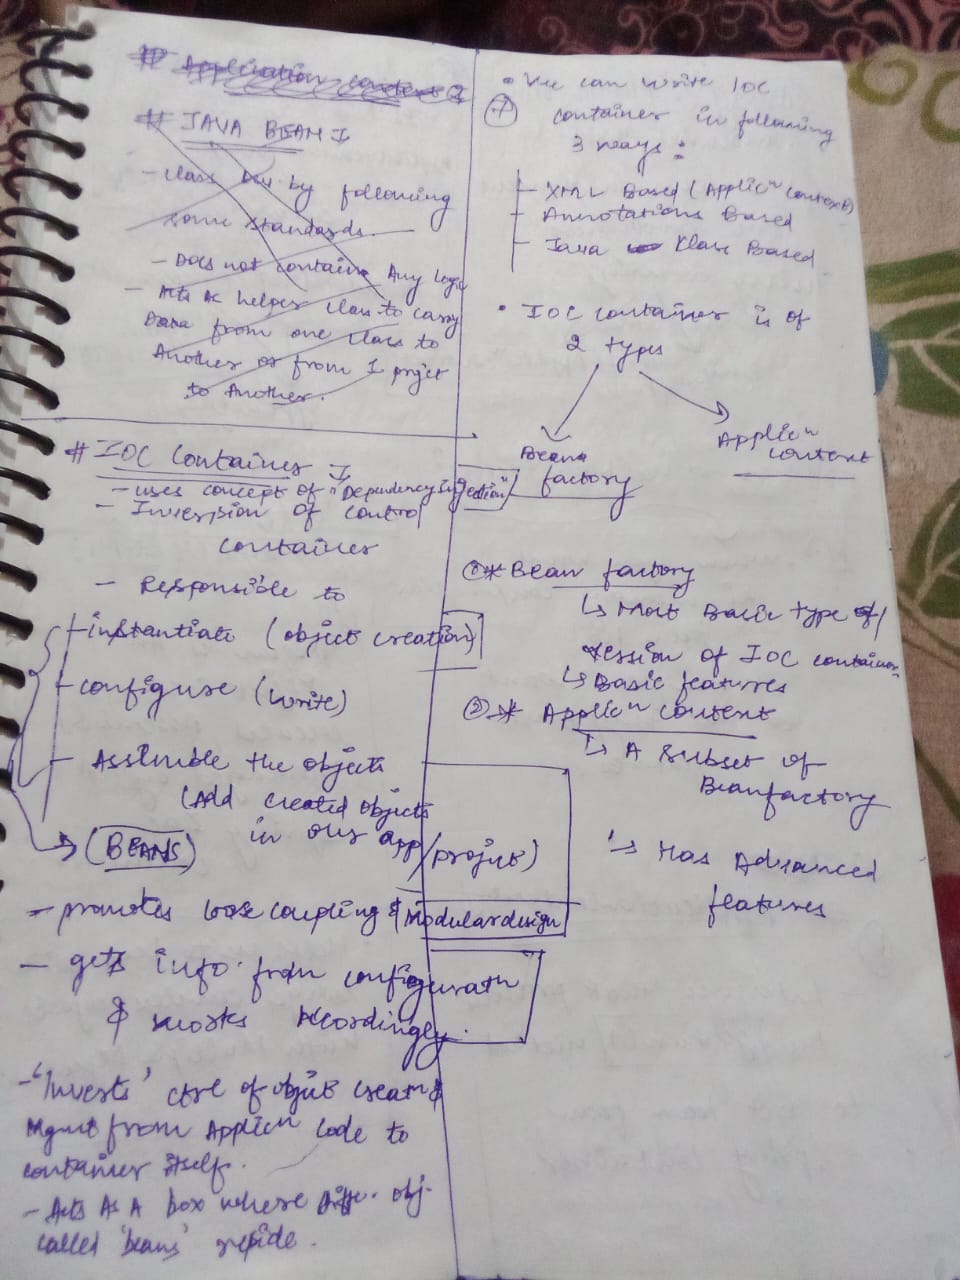 # Application context I
# JAVA BEAN I
- class by following
some standards.
- Does not contains Any logic
- Acts As helper class to carry
Data from one class to
Another or from 1 projet
to Another.
# IOC Container I
- uses concept of "Dependency Injection"
- Inversion of control
container
- Responsible to
- instantiate (object creation)
- configure (write)
- Assemble the objects
(Add created objects
in our app/project)
(BEANS)
- promotes loose coupling & Modular design
- gets info. from configuratn
& works Accordingly.
- 'Inverts' ctrl of objet creatn &
Mgmt from Applicn code to
container itself.
- Acts As A box where diff. obj.
called 'beans' reside.
• We can write IOC
7 container in following
3 ways :
- XML Based (Applicn context)
- Annotations Based
- Java Class Based
• IOC container is of
2 types
Beans
factory
Applicn
context
① * Bean factory
↳ Most Basic type of/
version of IOC container
↳ Basic features
② * Applicn context
↳ A subset of
Beanfactory
↳ Has Advanced
features